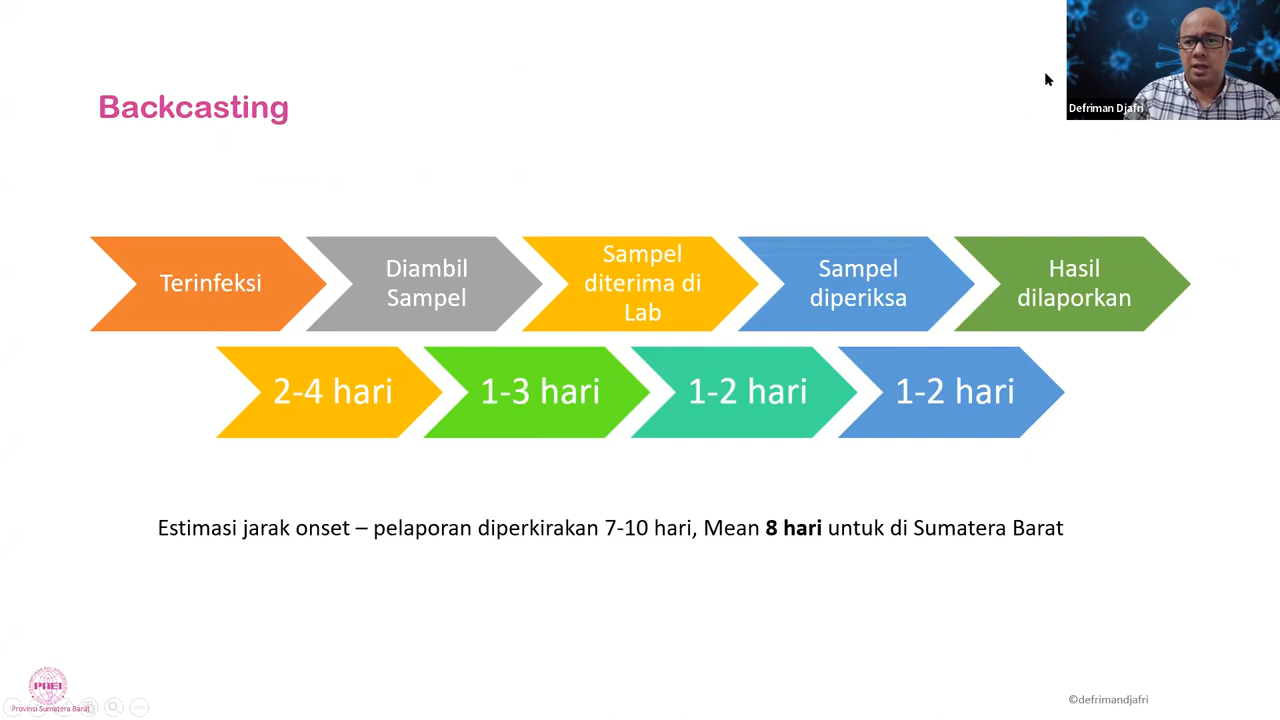 Defriman Djafri
Backcasting
Terinfeksi
Diambil
Sampel
Sampel
diterima di
Lab
Sampel
diperiksa
Hasil
dilaporkan
2-4 hari
1-3 hari
1-2 hari
1-2 hari
Estimasi jarak onset – pelaporan diperkirakan 7-10 hari, Mean 8 hari untuk di Sumatera Barat
PAEI
Provinsi Sumatera Barat
©defrimandjafri